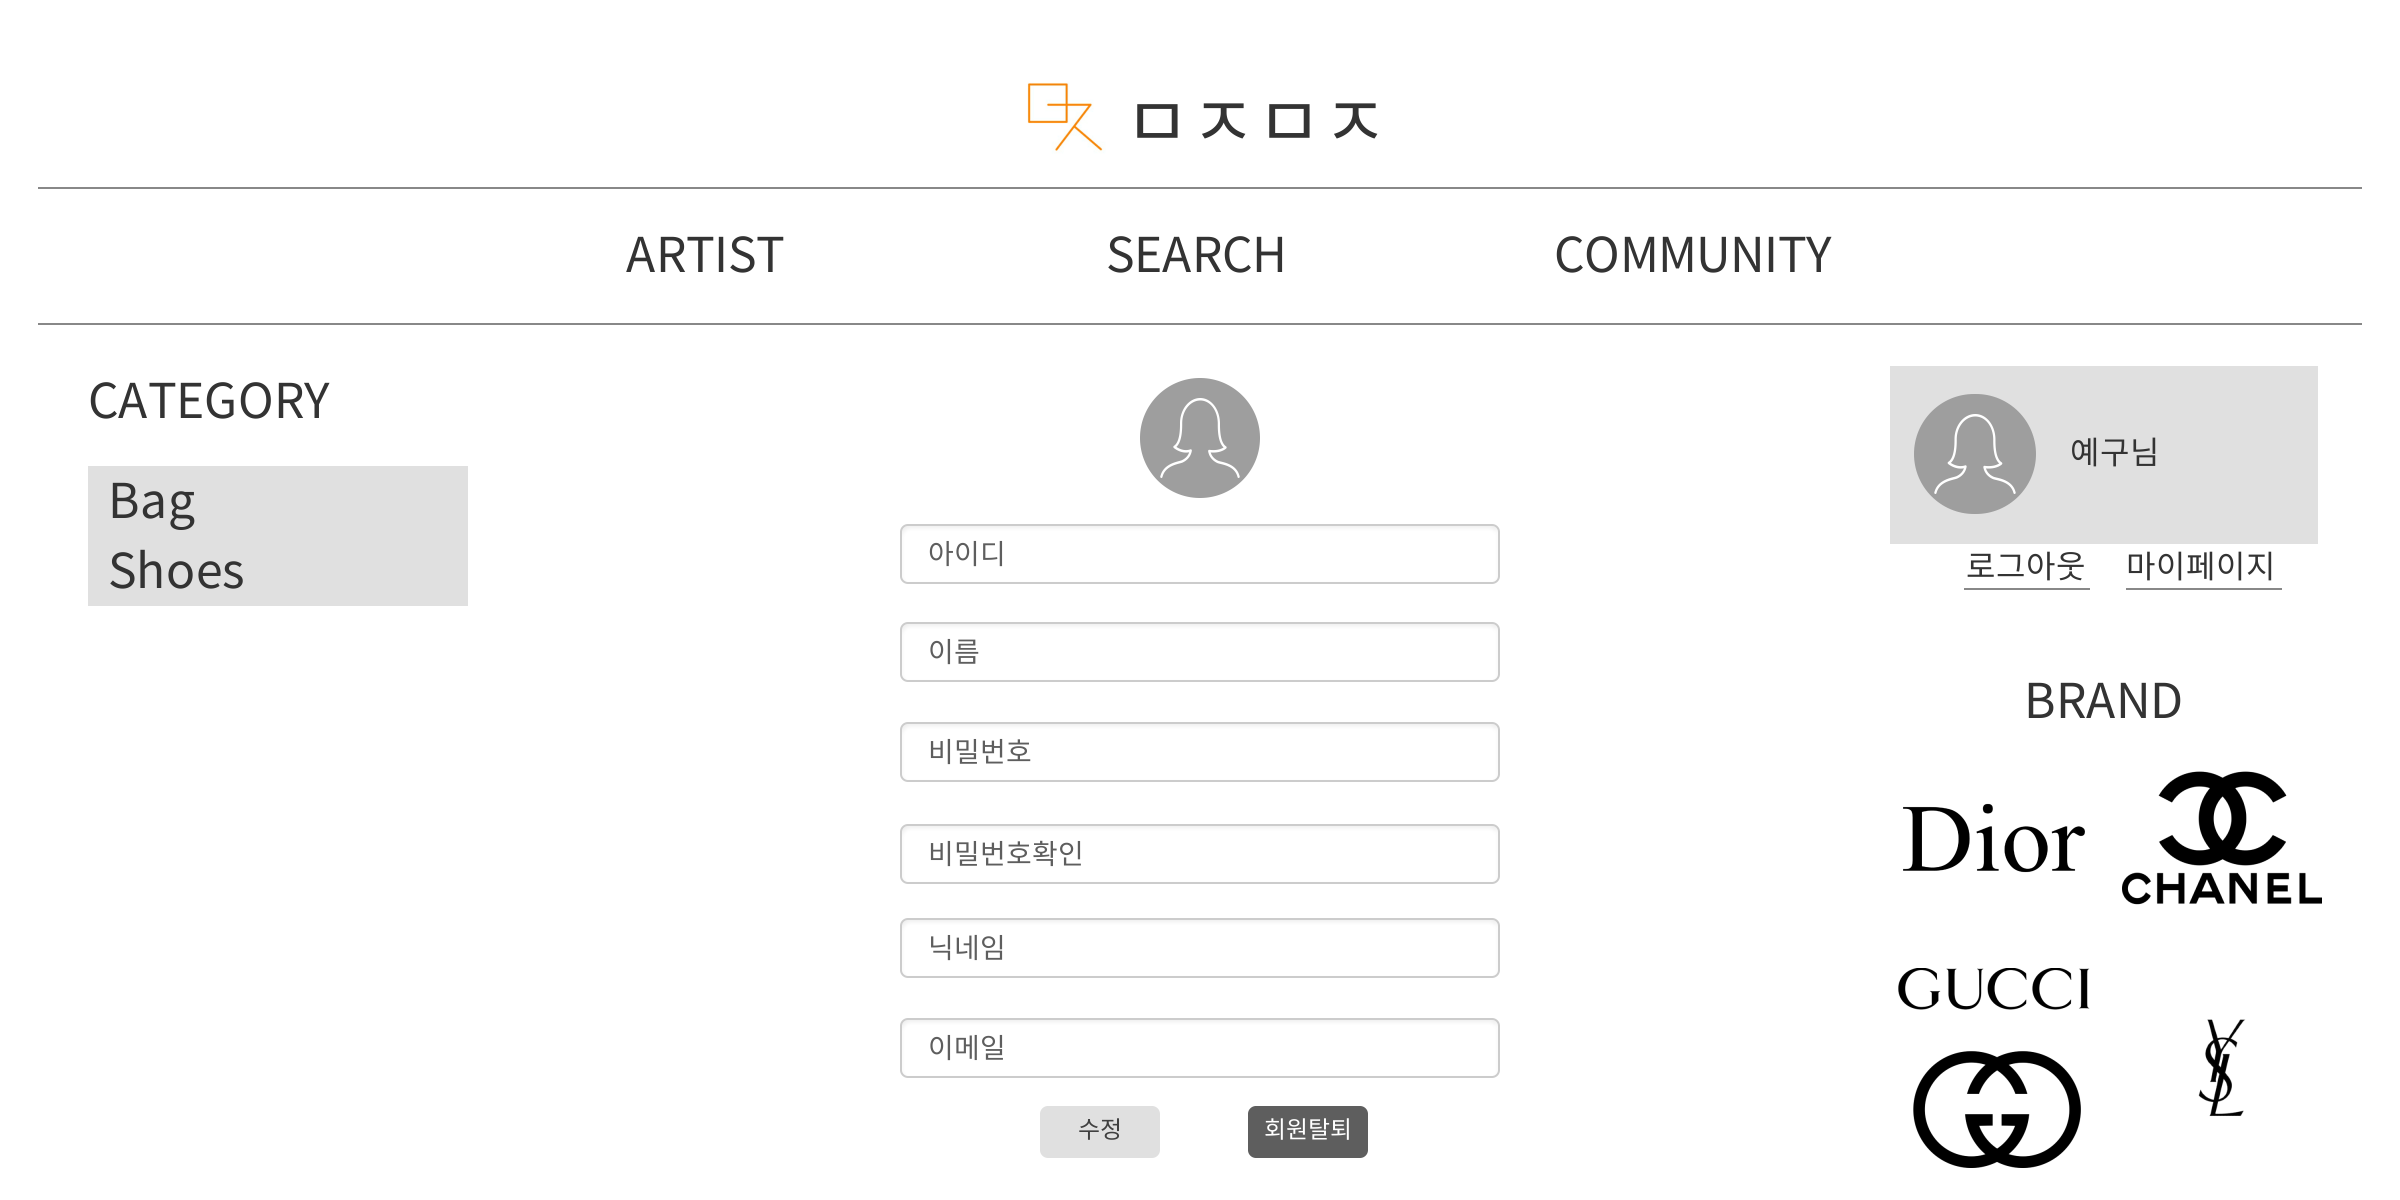 ㅁㅈㅁㅈ
ARTIST SEARCH COMMUNITY
CATEGORY
Bag
Shoes
아이디
이름
비밀번호
비밀번호확인
닉네임
이메일
수정 회원탈퇴
예구님
로그아웃 마이페이지
BRAND
Dior
CHANEL
GUCCI
YSL